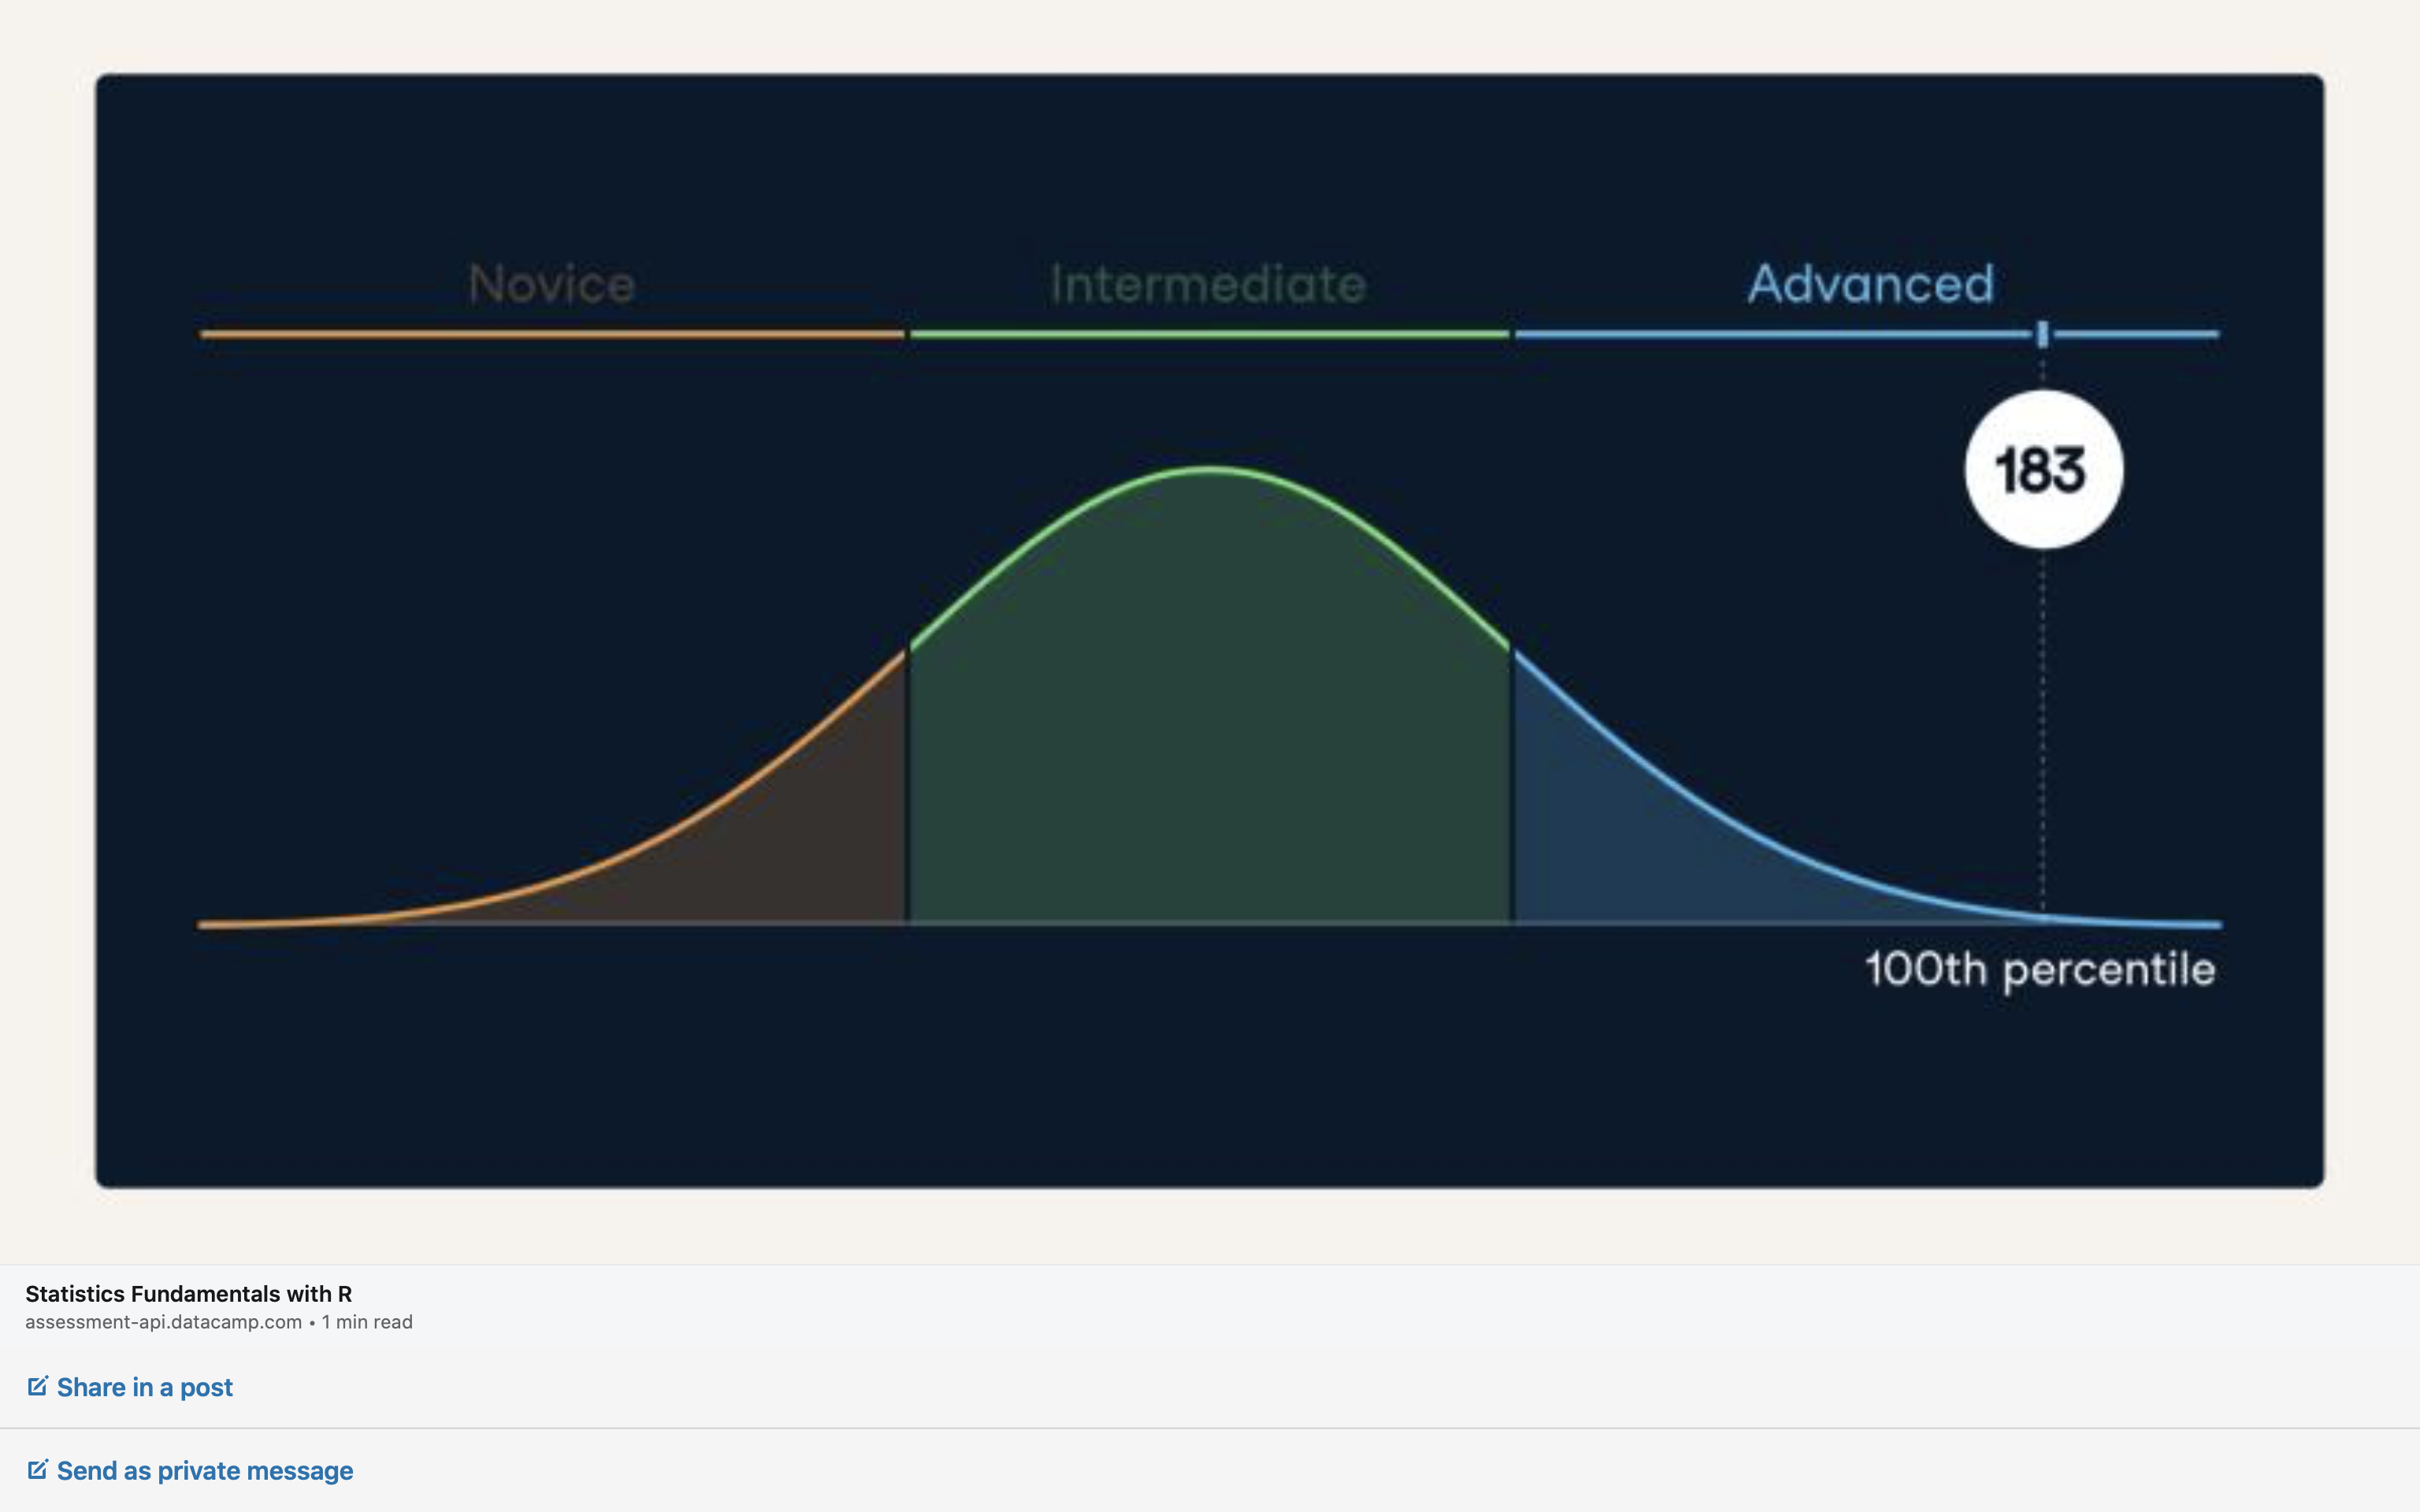 Novice Intermediate Advanced
183
100th percentile
Statistics Fundamentals with R
assessment-api.datacamp.com • 1 min read
Share in a post
Send as private message